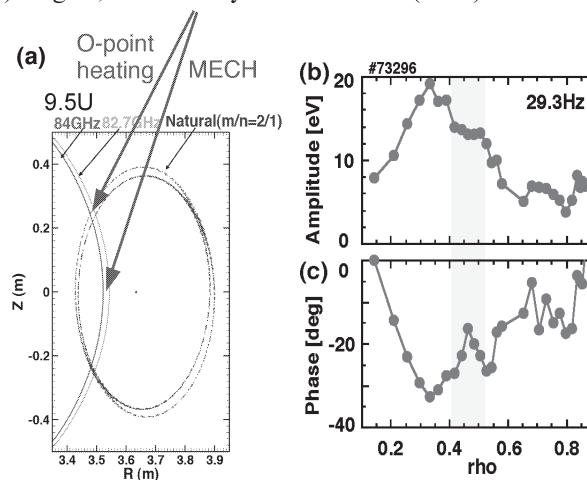 (a)
O-point
heating
MECH
9.5U
84GHz 82.7GHz Natural(m/n=2/1)
0.4
0.2
0
-0.2
-0.4
Z (m)
3.4 3.5 3.6 3.7 3.8 3.9
R (m)
(b) #73296
29.3Hz
20
10
0
Amplitude [eV]
(c)
0
-20
-40
Phase [deg]
0.2 0.4 0.6 0.8
rho